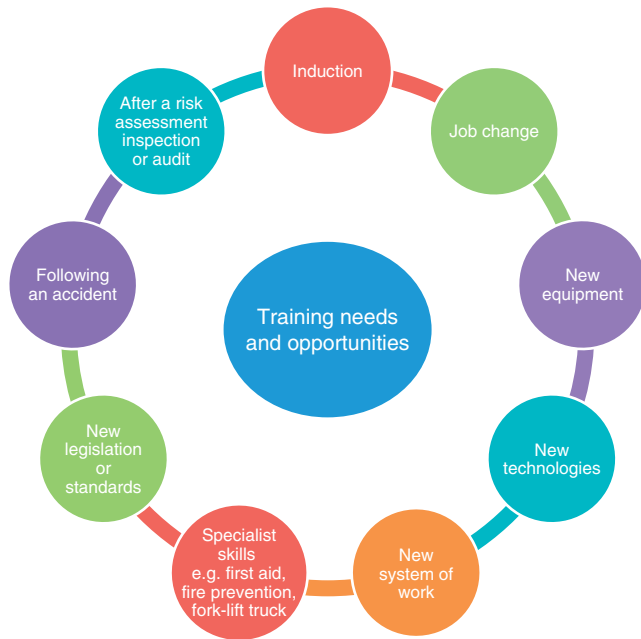 Induction
Job change
New
equipment
New
technologies
New
system of
work
Specialist
skills
e.g. first aid,
fire prevention,
fork-lift truck
New
legislation
or
standards
Following
an accident
After a risk
assessment
inspection
or audit
Training needs
and opportunities